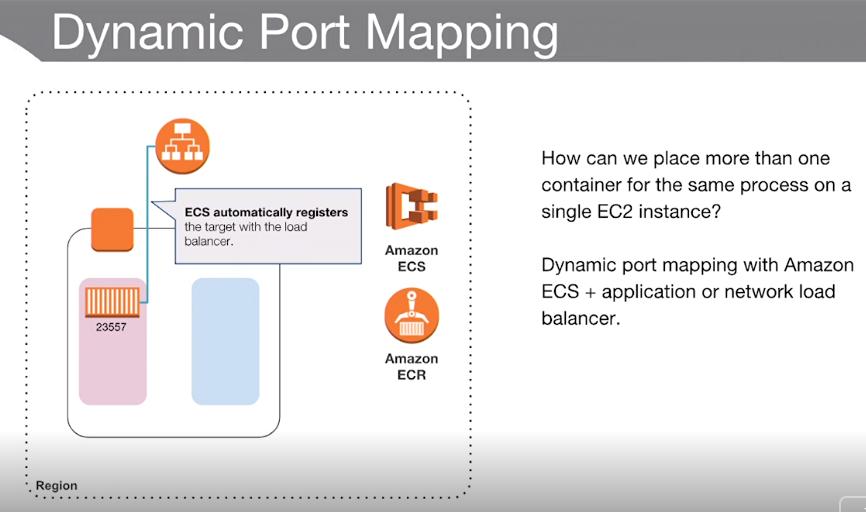 Dynamic Port Mapping
ECS automatically registers
the target with the load
balancer.
23557
Amazon
ECS
Amazon
ECR
Region
How can we place more than one
container for the same process on a
single EC2 instance?
Dynamic port mapping with Amazon
ECS + application or network load
balancer.